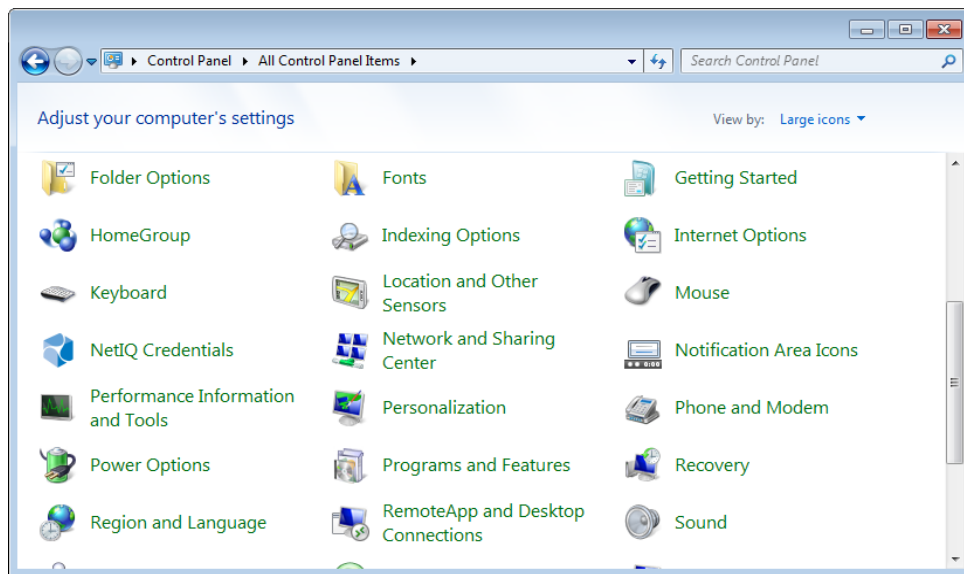 Control Panel All Control Panel Items Search Control Panel
Adjust your computer's settings View by: Large icons
Folder Options Fonts Getting Started
HomeGroup Indexing Options Internet Options
Keyboard Location and Other Sensors Mouse
NetIQ Credentials Network and Sharing Center Notification Area Icons
Performance Information and Tools Personalization Phone and Modem
Power Options Programs and Features Recovery
Region and Language RemoteApp and Desktop Connections Sound